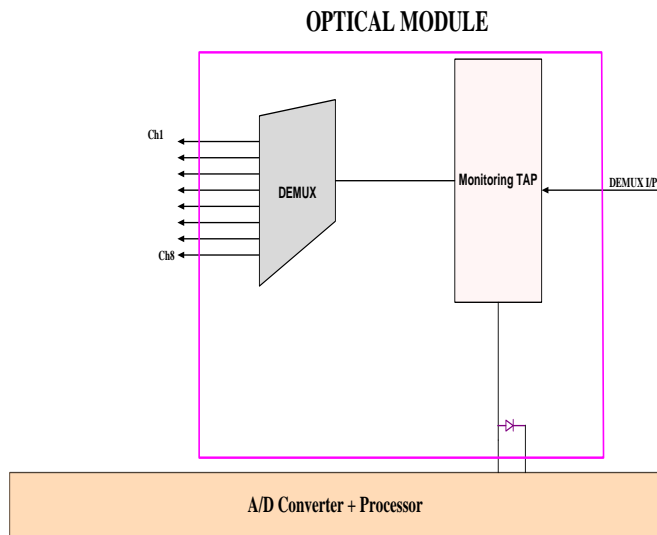 OPTICAL MODULE
Ch1
Monitoring TAP
DEMUX I/P
DEMUX
Ch8
A/D Converter + Processor